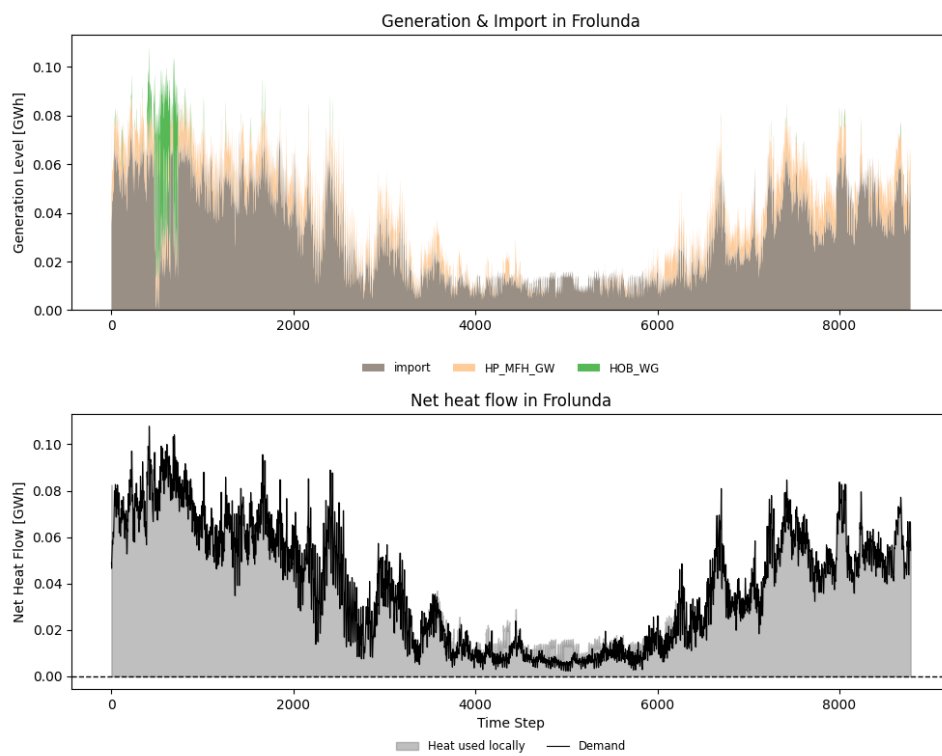 Generation & Import in Frolunda
Generation Level [GWh]
0.10
0.08
0.06
0.04
0.02
0.00
0 2000 4000 6000 8000
import HP_MFH_GW HOB_WG
Net heat flow in Frolunda
Net Heat Flow [GWh]
0.10
0.08
0.06
0.04
0.02
0.00
0 2000 4000 6000 8000
Time Step
Heat used locally Demand